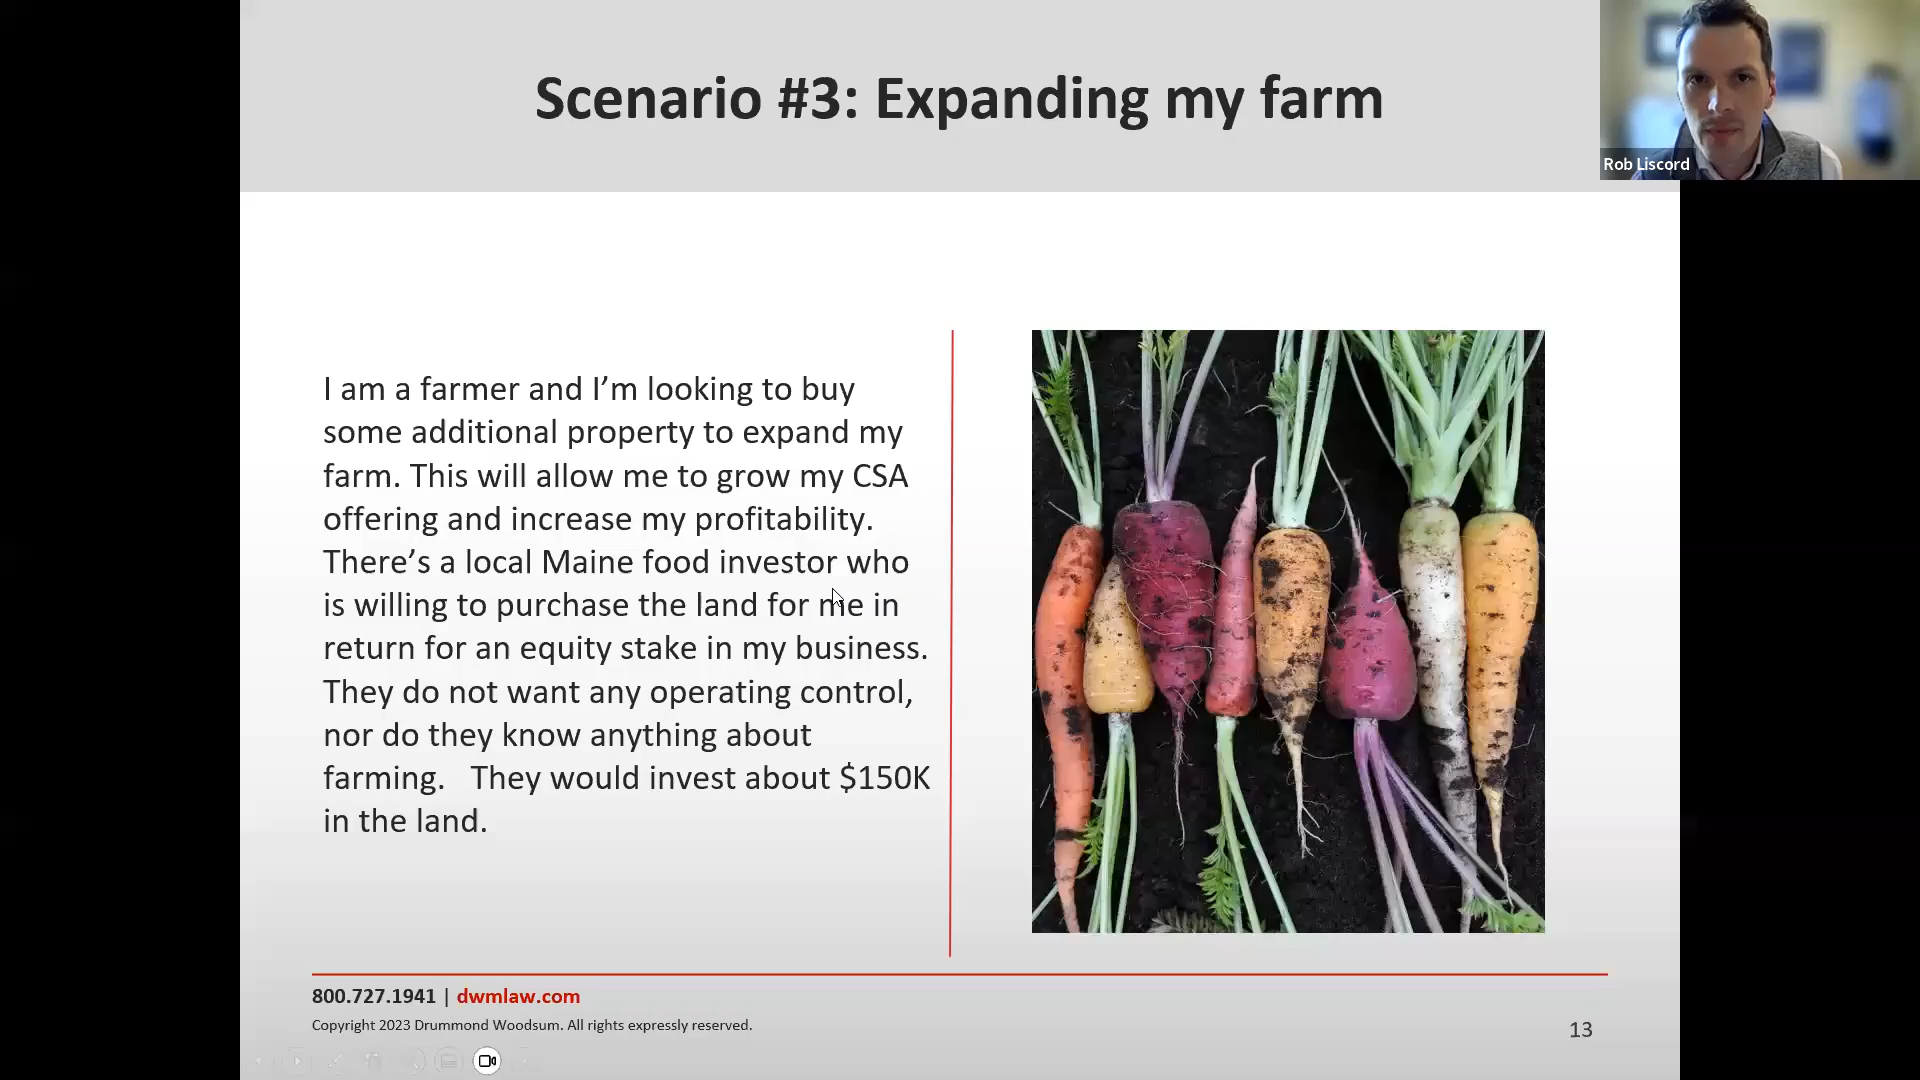 Scenario #3: Expanding my farm
Rob Liscord
I am a farmer and I’m looking to buy
some additional property to expand my
farm. This will allow me to grow my CSA
offering and increase my profitability.
There’s a local Maine food investor who
is willing to purchase the land for me in
return for an equity stake in my business.
They do not want any operating control,
nor do they know anything about
farming.   They would invest about $150K
in the land.
800.727.1941 | dwmlaw.com
Copyright 2023 Drummond Woodsum. All rights expressly reserved.
13